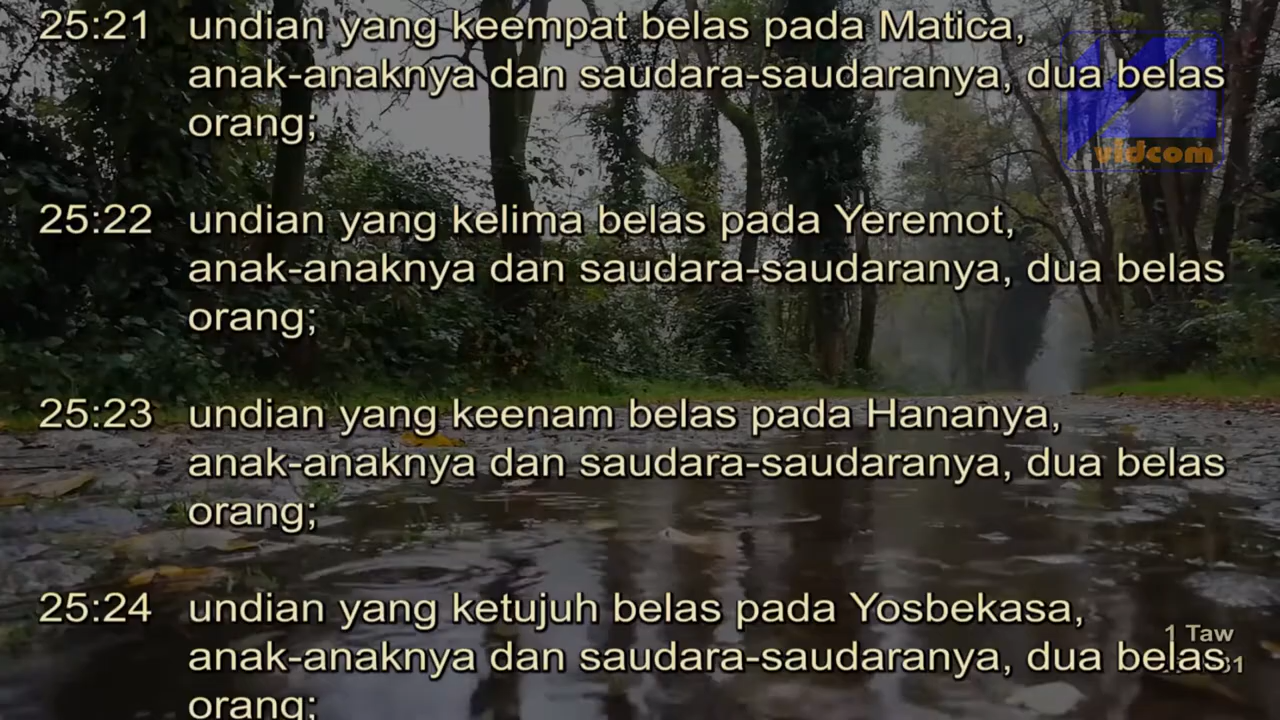 25:21 undian yang keempat belas pada Matica,
anak-anaknya dan saudara-saudaranya, dua belas
orang;
vidcom
25:22 undian yang kelima belas pada Yeremot,
anak-anaknya dan saudara-saudaranya, dua belas
orang;
25:23 undian yang keenam belas pada Hananya,
anak-anaknya dan saudara-saudaranya, dua belas
orang;
25:24 undian yang ketujuh belas pada Yosbekasa,
anak-anaknya dan saudara-saudaranya, dua belas
orang;
1 Taw